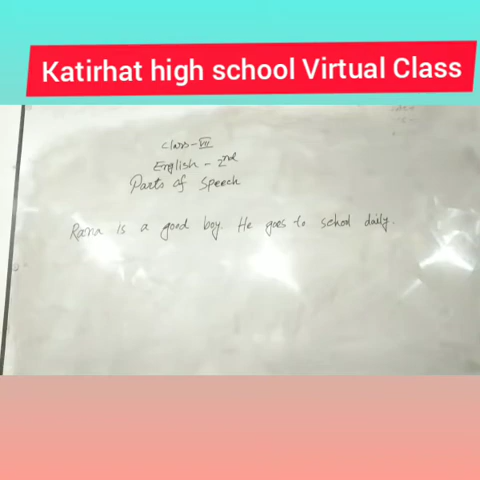 Katirhat high school Virtual Class
Class - VII
English - 2nd
Parts of Speech
Rana is a good boy. He goes to school daily.